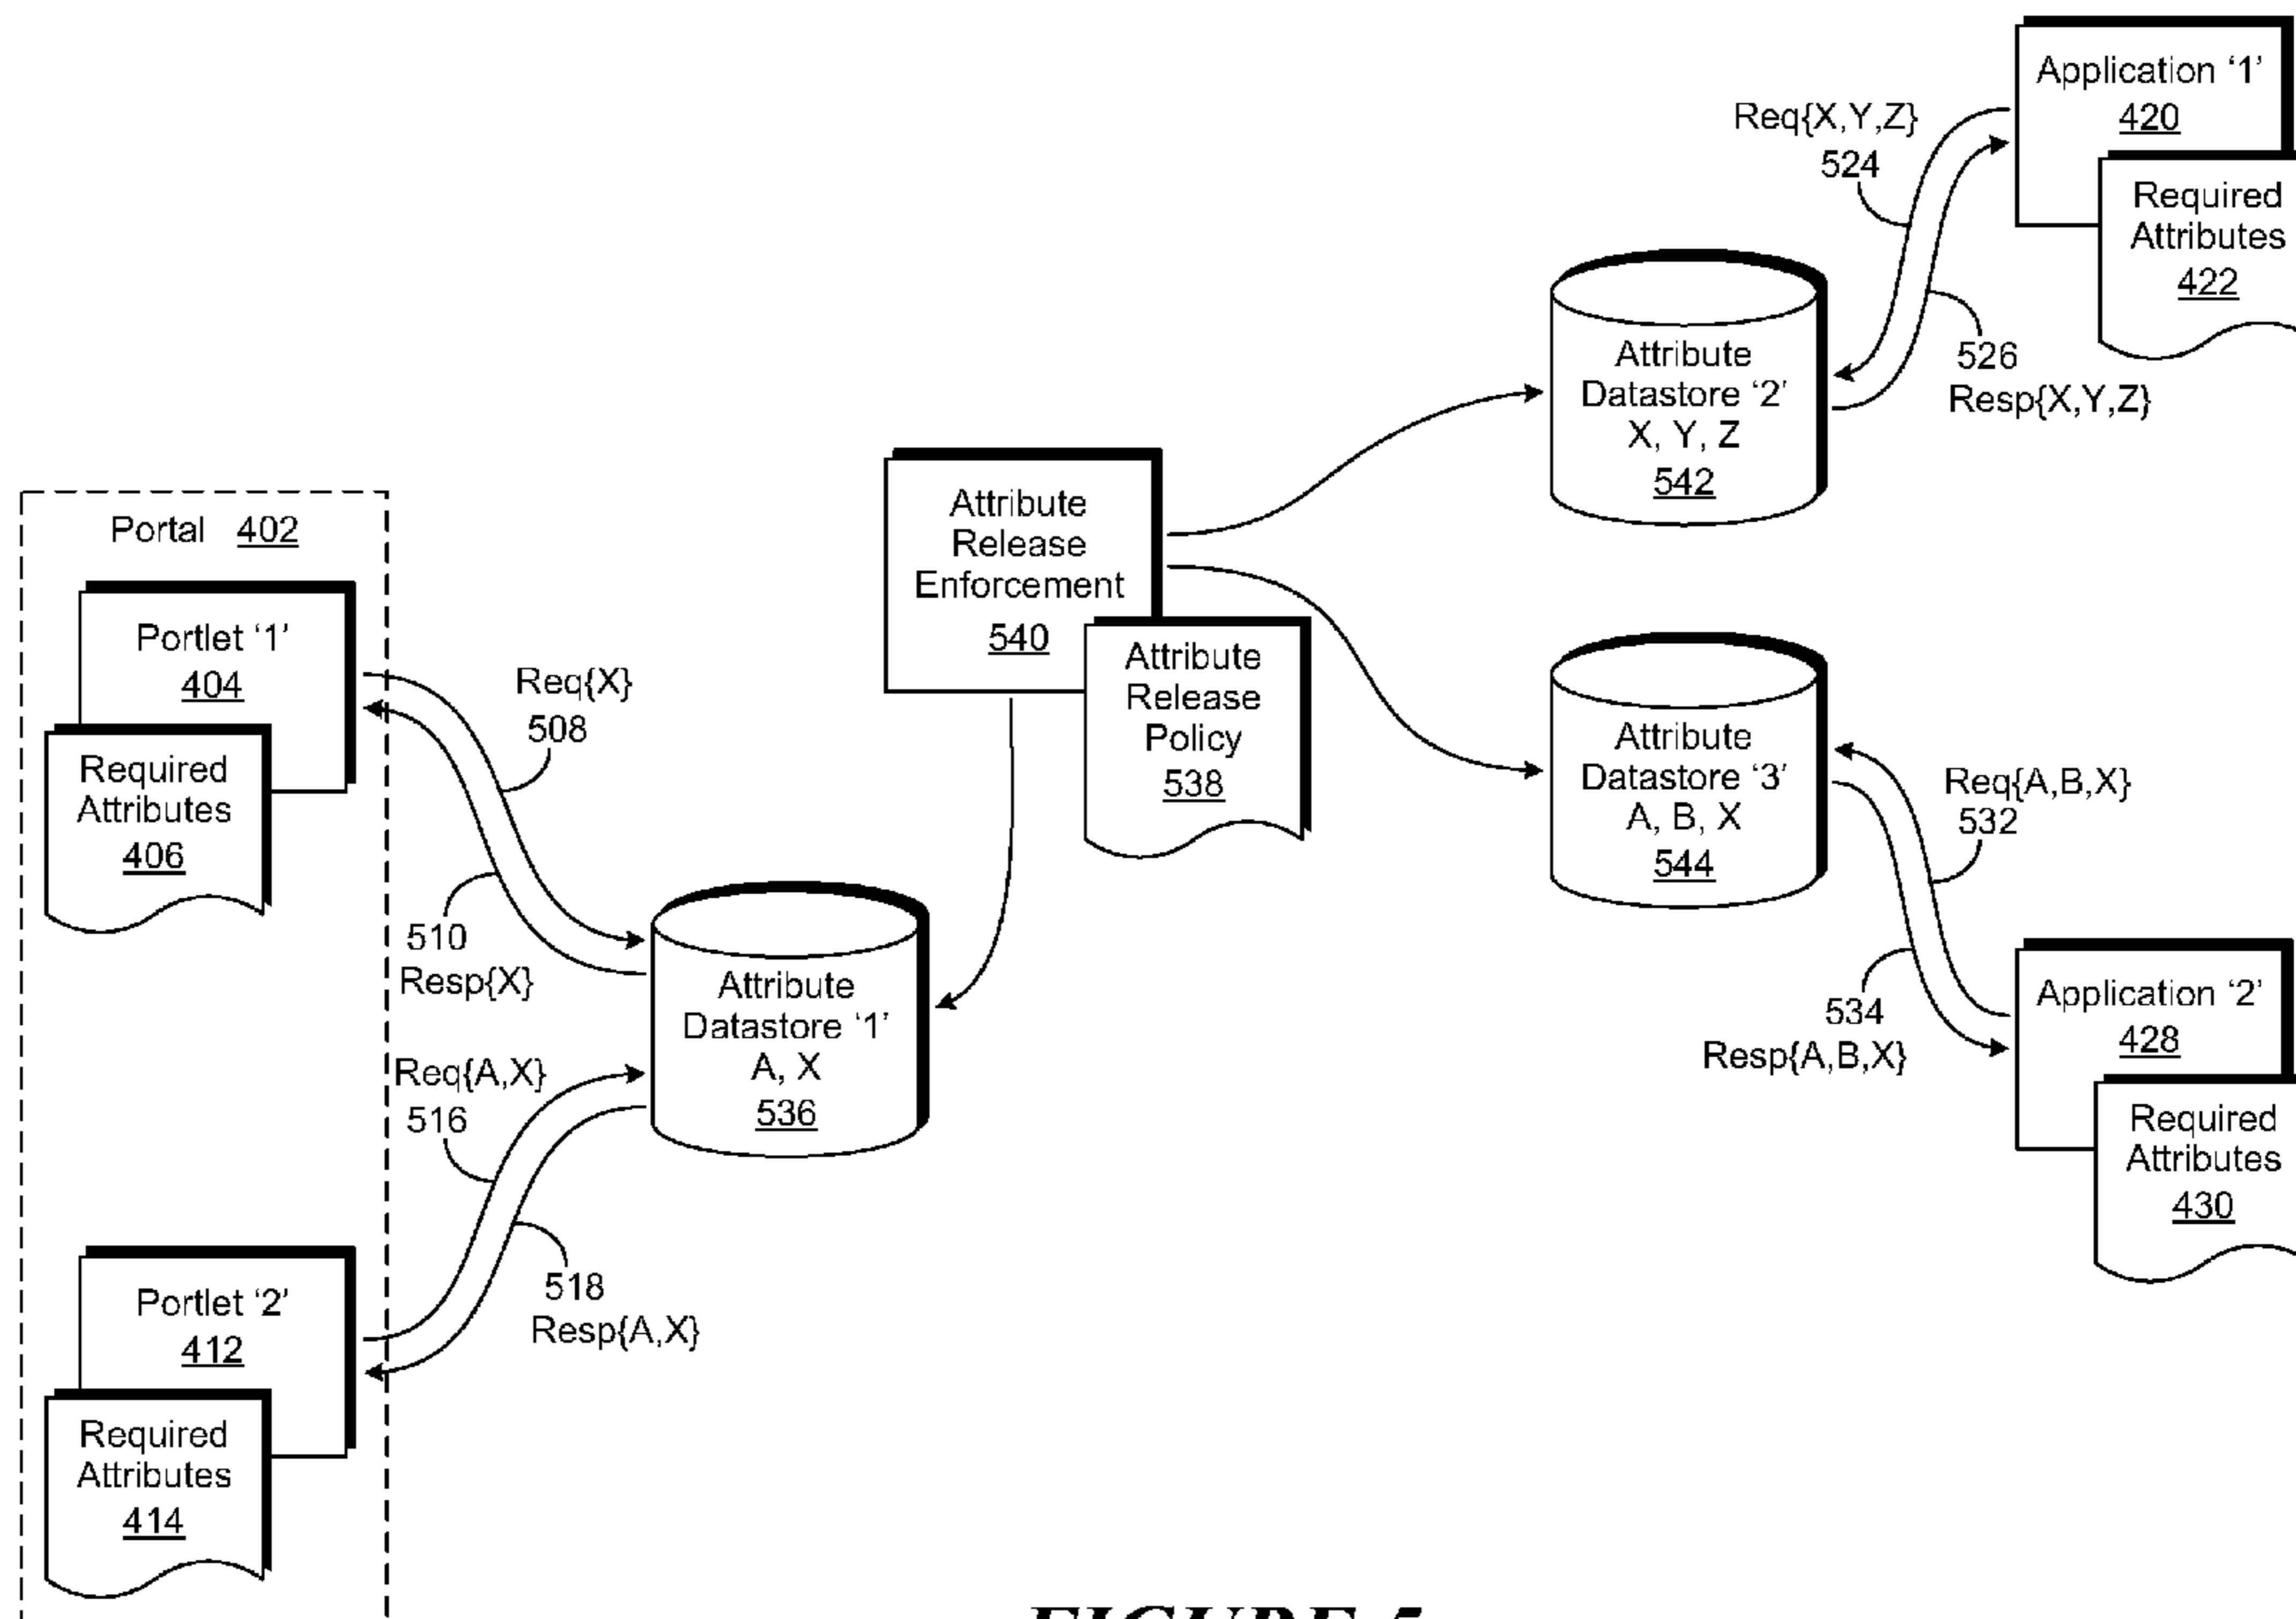 Application ‘1’
420
Required
Attributes
422
Req{X,Y,Z}
524
526
Resp{X,Y,Z}
Attribute
Datastore ‘2’
X, Y, Z
542
Attribute
Release
Enforcement
540
Attribute
Release
Policy
538
Portal 402
Portlet ‘1’
404
Required
Attributes
406
Req{X}
508
510
Resp{X}
Attribute
Datastore ‘3’
A, B, X
544
Req{A,B,X}
532
534
Resp{A,B,X}
Application ‘2’
428
Required
Attributes
430
Attribute
Datastore ‘1’
A, X
536
Req{A,X}
516
518
Resp{A,X}
Portlet ‘2’
412
Required
Attributes
414
FIGURE 5